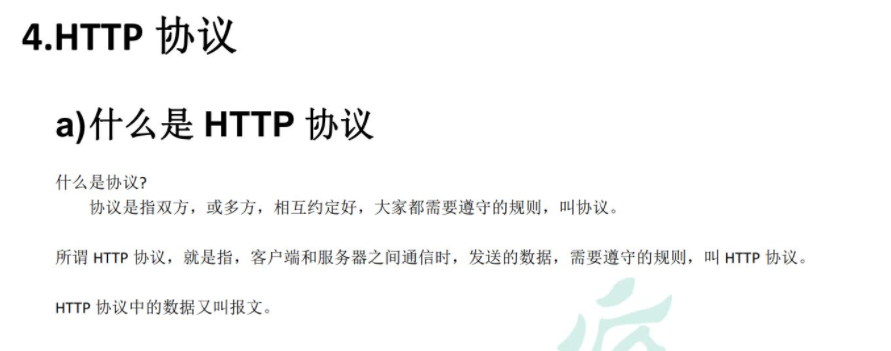 4.HTTP 协议
a)什么是 HTTP 协议
什么是协议?
协议是指双方，或多方，相互约定好，大家都需要遵守的规则，叫协议。
所谓 HTTP 协议，就是指，客户端和服务器之间通信时，发送的数据，需要遵守的规则，叫 HTTP 协议。
HTTP 协议中的数据又叫报文。